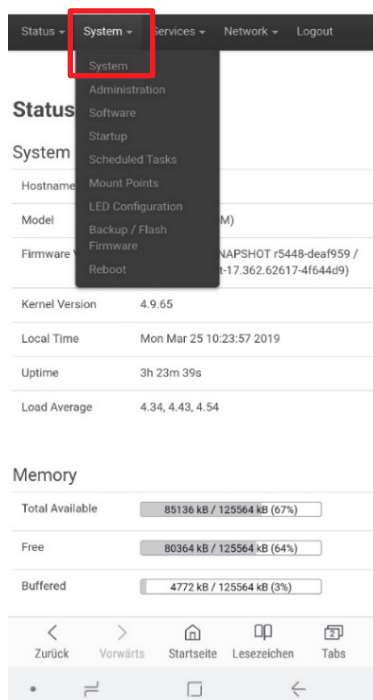 Status System Services Network Logout
System
Administration
Software
Startup
Scheduled Tasks
Mount Points
LED Configuration
Backup / Flash
Firmware
Reboot
Status
System
Hostname
Model M)
Firmware NAPSHOT r5448-deaf959 /
t-17.362.62617-4f644d9)
Kernel Version 4.9.65
Local Time Mon Mar 25 10:23:57 2019
Uptime 3h 23m 39s
Load Average 4.34, 4.43, 4.54
Memory
Total Available 85136 kB / 125564 kB (67%)
Free 80364 kB / 125564 kB (64%)
Buffered 4772 kB / 125564 kB (3%)
Zurück Vorwärts Startseite Lesezeichen 2 Tabs